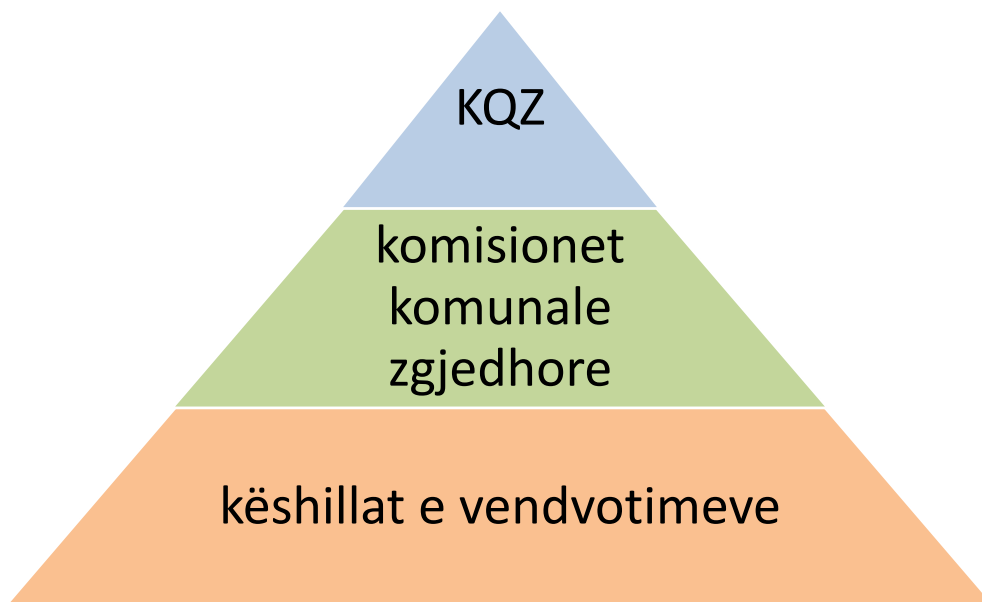 KQZ
komisionet
komunale
zgjedhore
këshillat e vendvotimeve